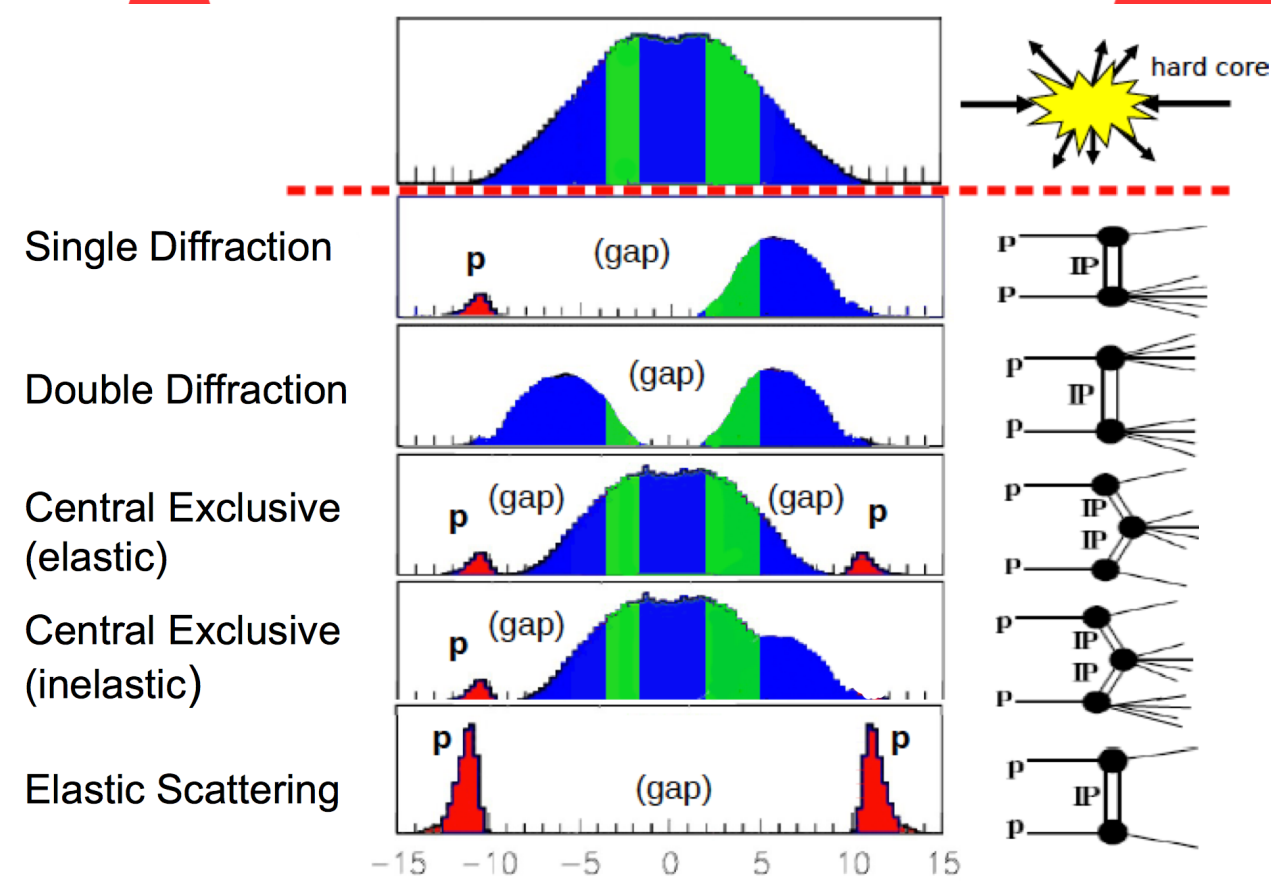 hard core
Single Diffraction
p
(gap)
p
IP
p
Double Diffraction
(gap)
p
IP
p
Central Exclusive
(elastic)
p
(gap)
(gap)
p
p
IP
IP
p
Central Exclusive
(inelastic)
p
(gap)
p
IP
IP
p
Elastic Scattering
p
(gap)
p
p
IP
p
−15 −10 −5 0 5 10 15